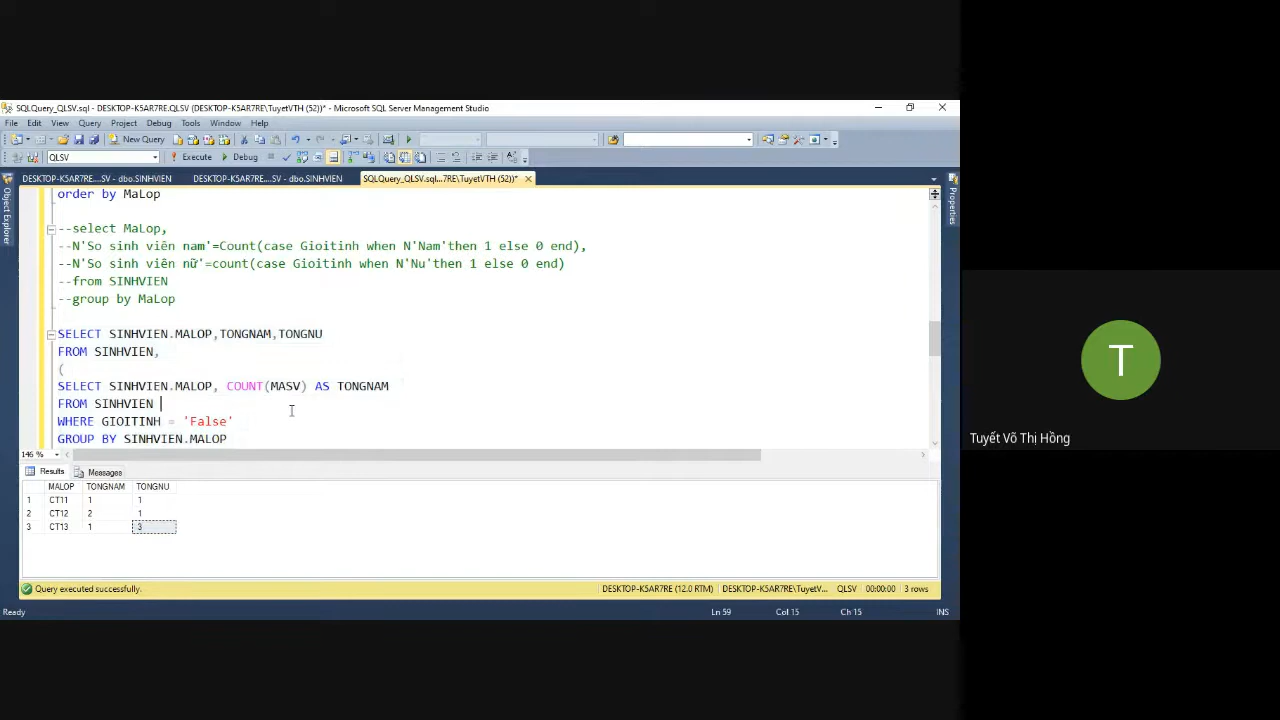 SQLQuery_QLSV.sql - DESKTOP-K5AR7RE.QLSV (DESKTOP-K5AR7RE\TuyetVTH (52))* - Microsoft SQL Server Management Studio
File Edit View Query Project Debug Tools Window Help
New Query
QLSV Execute Debug
DESKTOP-K5AR7RE....SV - dbo.SINHVIEN DESKTOP-K5AR7RE....SV - dbo.SINHVIEN SQLQuery_QLSV.sql...7RE\TuyetVTH (52))*
Object Explorer
Properties
order by MaLop
--select MaLop,
--N'So sinh viên nam'=Count(case Gioitinh when N'Nam'then 1 else 0 end),
--N'So sinh viên nữ'=count(case Gioitinh when N'Nu'then 1 else 0 end)
--from SINHVIEN
--group by MaLop
SELECT SINHVIEN.MALOP,TONGNAM,TONGNU
FROM SINHVIEN,
(
SELECT SINHVIEN.MALOP, COUNT(MASV) AS TONGNAM
FROM SINHVIEN
WHERE GIOITINH = 'False'
GROUP BY SINHVIEN.MALOP
146 %
Results Messages
MALOP TONGNAM TONGNU
1 CT11 1 1
2 CT12 2 1
3 CT13 1 3
Query executed successfully. DESKTOP-K5AR7RE (12.0 RTM) DESKTOP-K5AR7RE\TuyetV... QLSV 00:00:00 3 rows
Ready Ln 59 Col 15 Ch 15 INS
T
Tuyết Võ Thị Hồng